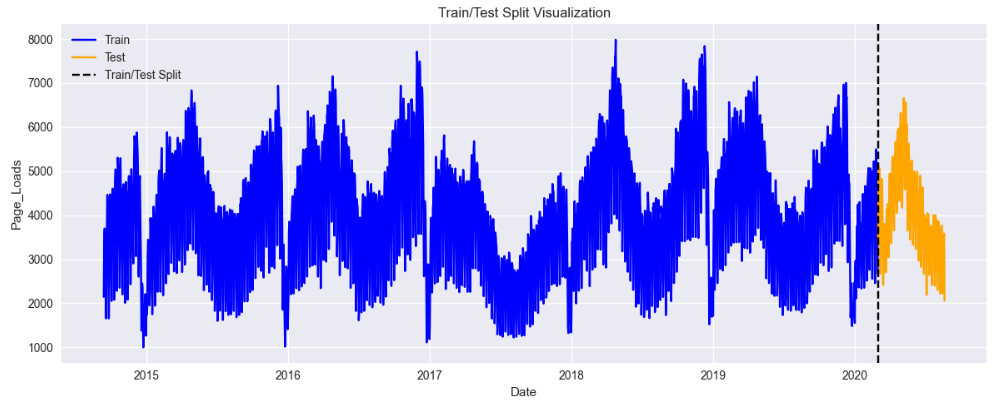 Train/Test Split Visualization
Train
Test
Train/Test Split
8000
7000
6000
5000
4000
3000
2000
1000
Page_Loads
2015
2016
2017
2018
2019
2020
Date